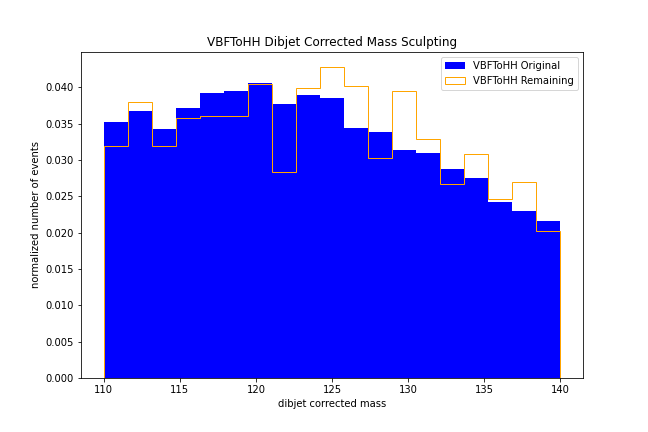 VBFToHH Dibjet Corrected Mass Sculpting
VBFToHH Original
VBFToHH Remaining
normalized number of events
0.040
0.035
0.030
0.025
0.020
0.015
0.010
0.005
0.000
110 115 120 125 130 135 140
dibjet corrected mass